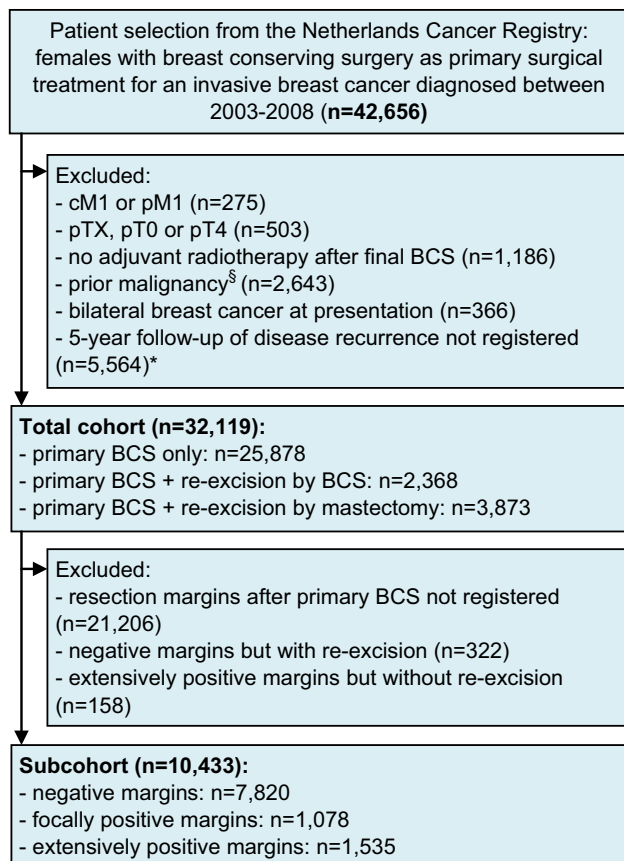 Patient selection from the Netherlands Cancer Registry:
females with breast conserving surgery as primary surgical
treatment for an invasive breast cancer diagnosed between
2003-2008 (n=42,656)
Excluded:
- cM1 or pM1 (n=275)
- pTX, pT0 or pT4 (n=503)
- no adjuvant radiotherapy after final BCS (n=1,186)
- prior malignancy§ (n=2,643)
- bilateral breast cancer at presentation (n=366)
- 5-year follow-up of disease recurrence not registered
(n=5,564)*
Total cohort (n=32,119):
- primary BCS only: n=25,878
- primary BCS + re-excision by BCS: n=2,368
- primary BCS + re-excision by mastectomy: n=3,873
Excluded:
- resection margins after primary BCS not registered
(n=21,206)
- negative margins but with re-excision (n=322)
- extensively positive margins but without re-excision
(n=158)
Subcohort (n=10,433):
- negative margins: n=7,820
- focally positive margins: n=1,078
- extensively positive margins: n=1,535